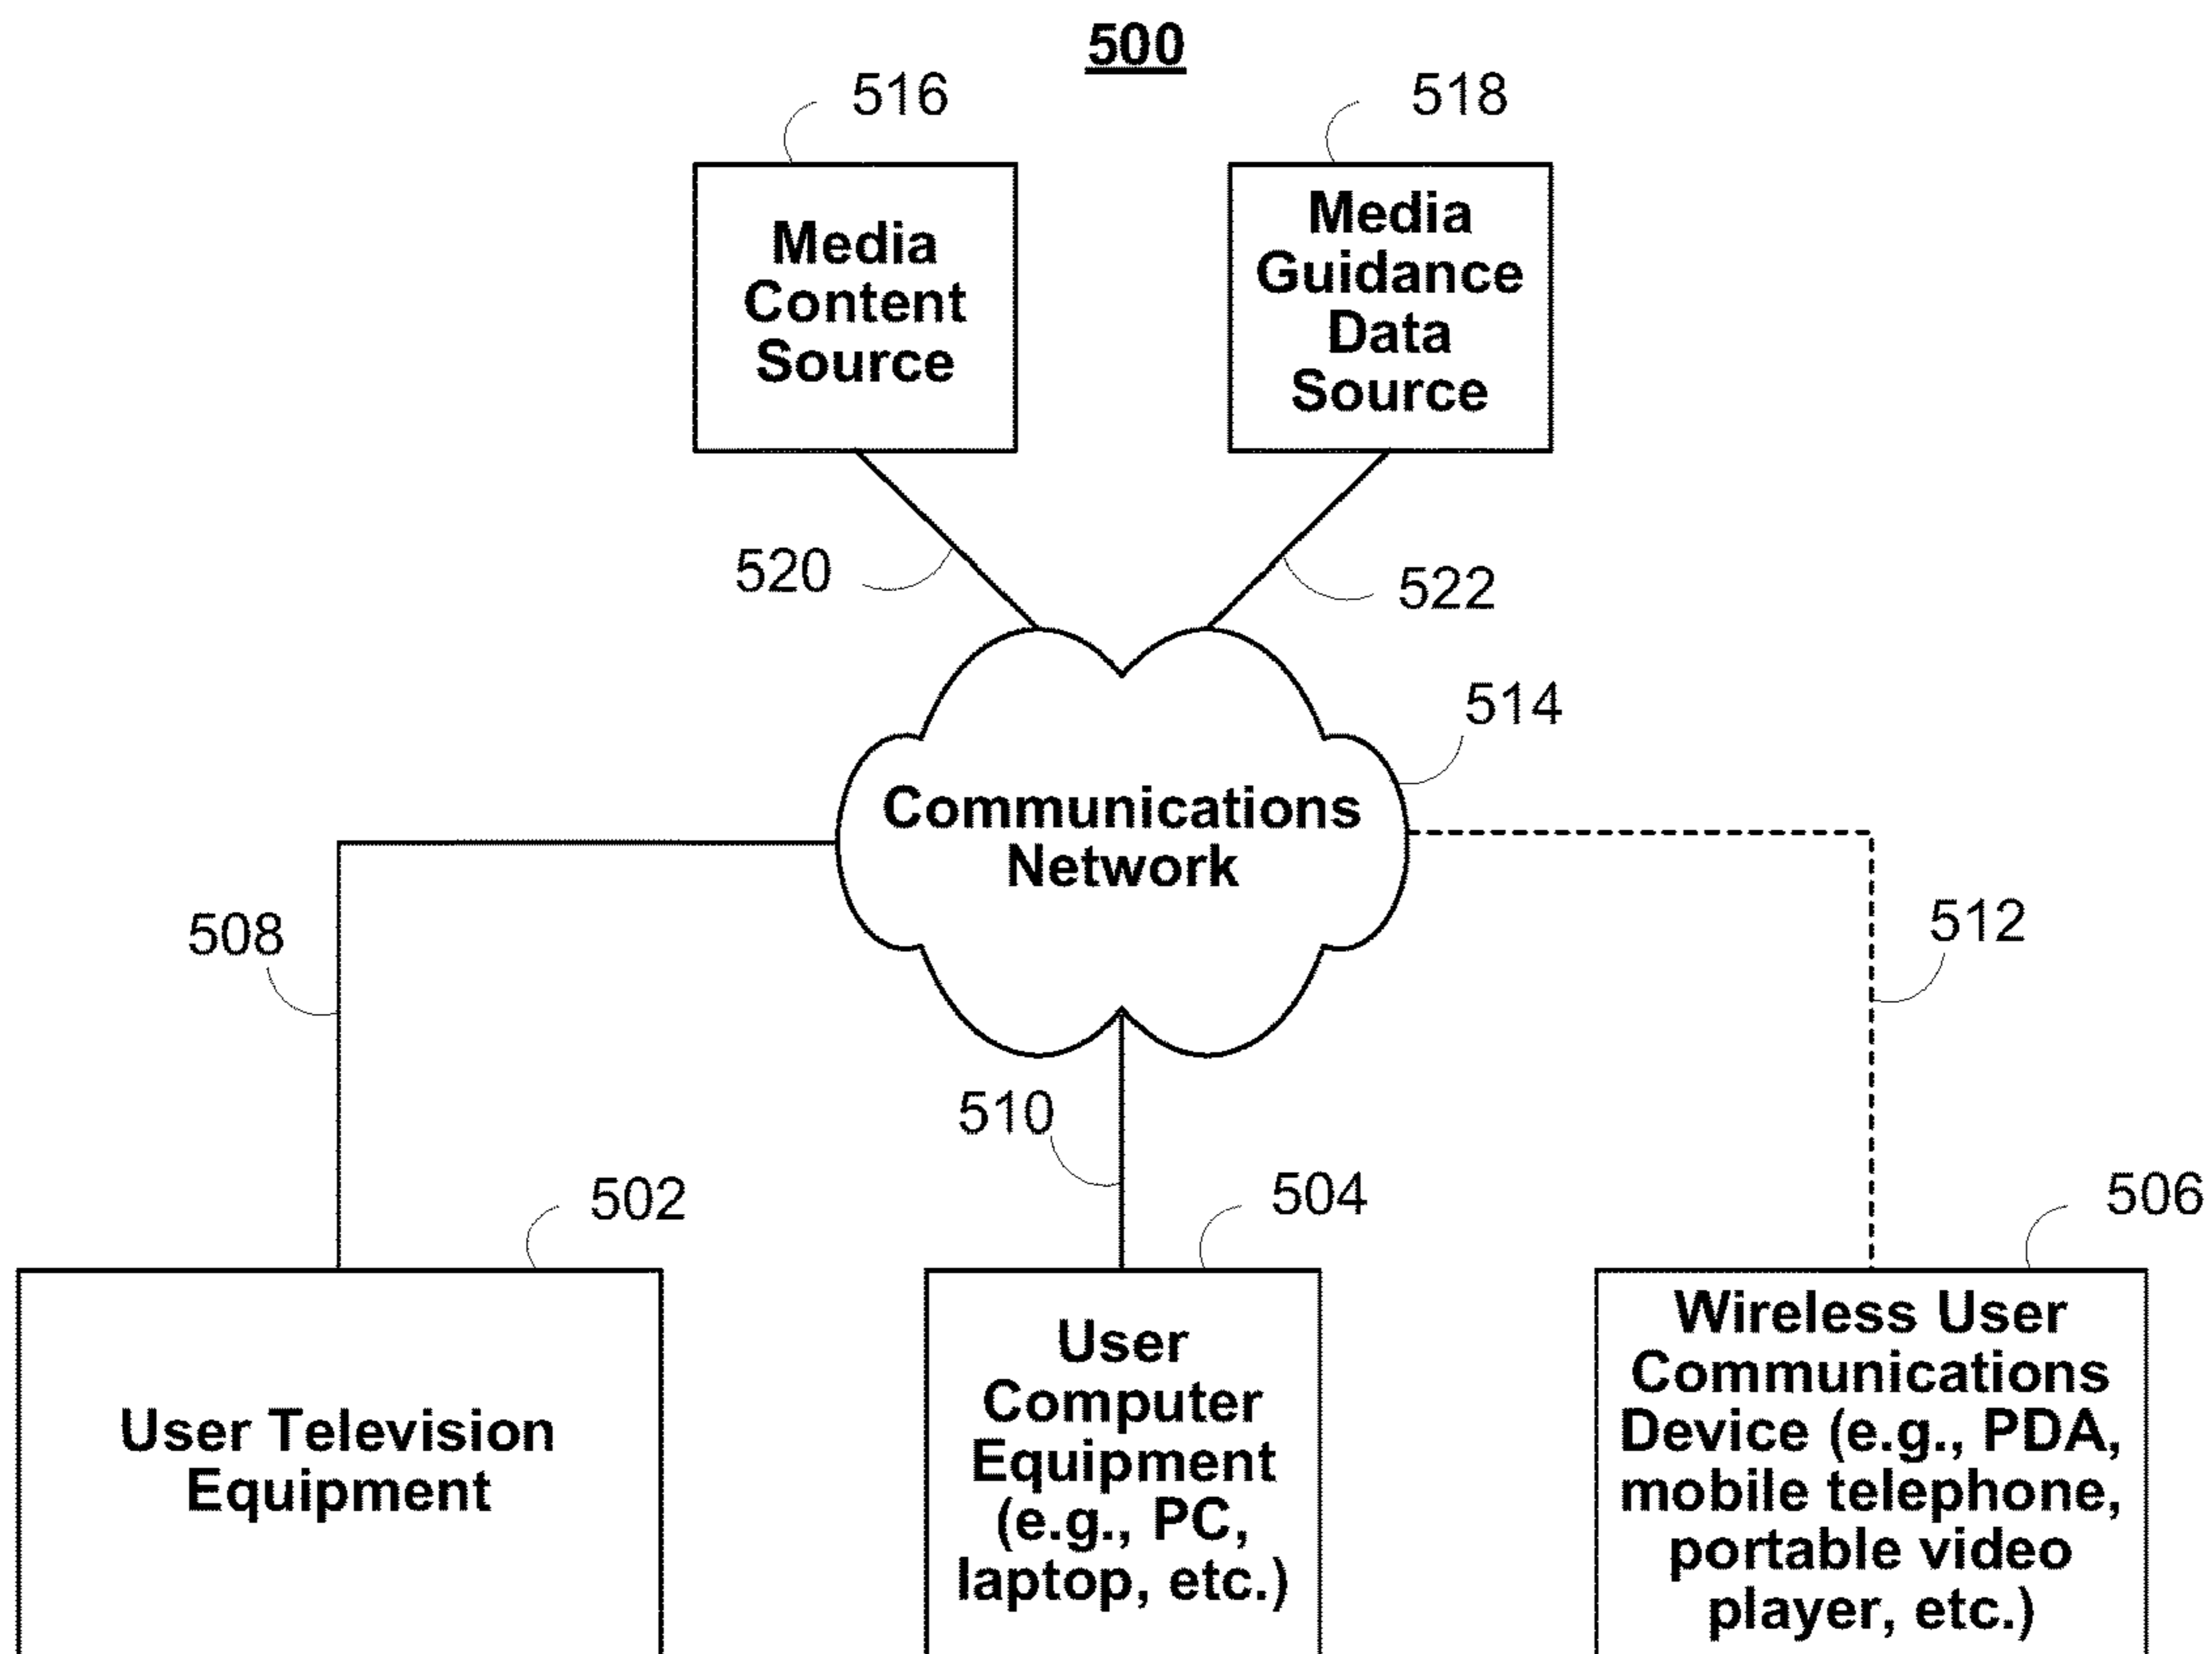 500
516
518
Media
Content
Source
Media
Guidance
Data
Source
520
522
514
Communications
Network
508
512
510
502
504
506
User Television
Equipment
User
Computer
Equipment
(e.g., PC,
laptop, etc.)
Wireless User
Communications
Device (e.g., PDA,
mobile telephone,
portable video
player, etc.)